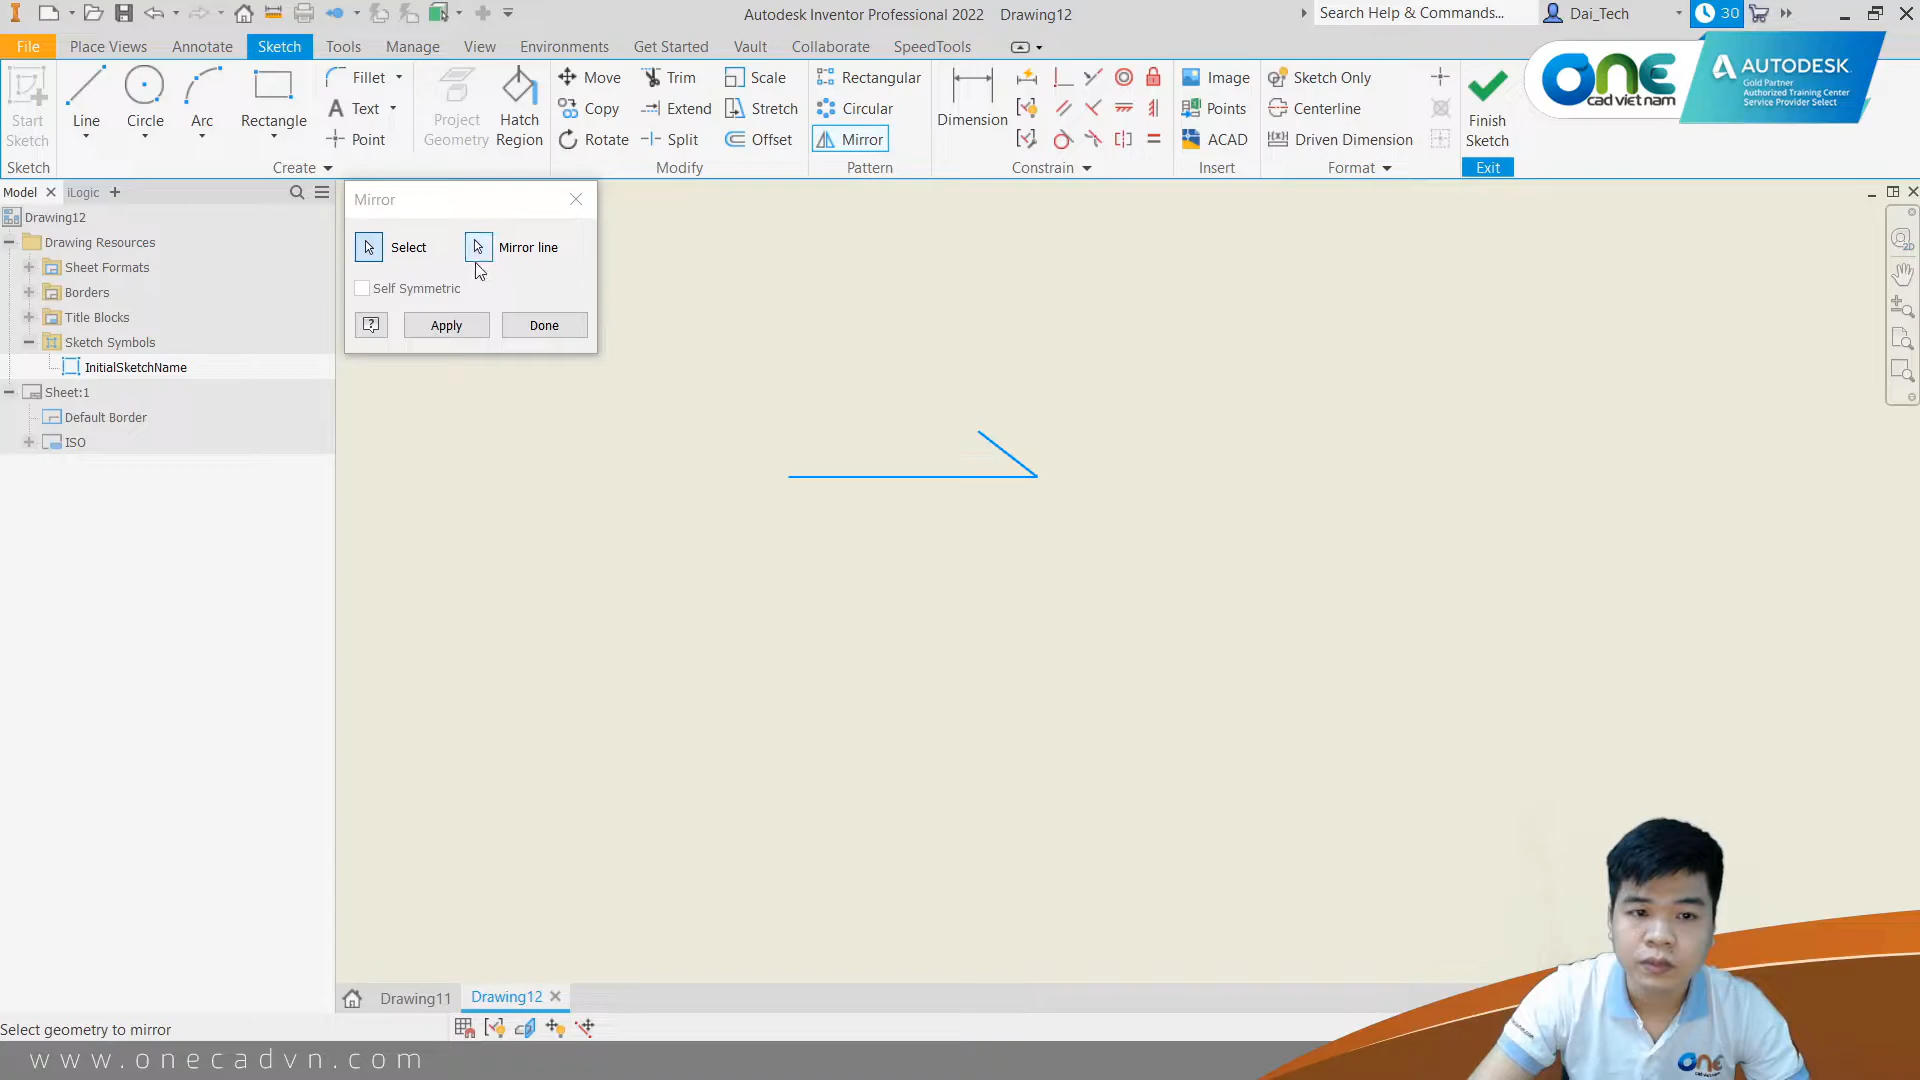 Autodesk Inventor Professional 2022 Drawing12
Search Help & Commands...
Dai_Tech
30
File Place Views Annotate Sketch Tools Manage View Environments Get Started Vault Collaborate SpeedTools
Start Sketch
Line
Circle
Arc
Rectangle
Fillet
Text
Point
Project Geometry
Hatch Region
Move
Copy
Rotate
Trim
Extend
Split
Scale
Stretch
Offset
Rectangular
Circular
Mirror
Dimension
Image
Points
ACAD
Sketch Only
Centerline
Driven Dimension
Finish Sketch
Sketch Create Modify Pattern Constrain Insert Format Exit
one
cad viet nam
AUTODESK.
Gold Partner
Authorized Training Center
Service Provider Select
Model
iLogic
Drawing12
Drawing Resources
Sheet Formats
Borders
Title Blocks
Sketch Symbols
InitialSketchName
Sheet:1
Default Border
ISO
Mirror
Select
Mirror line
Self Symmetric
Apply
Done
2D
Drawing11
Drawing12
Select geometry to mirror
www.onecadvn.com
one